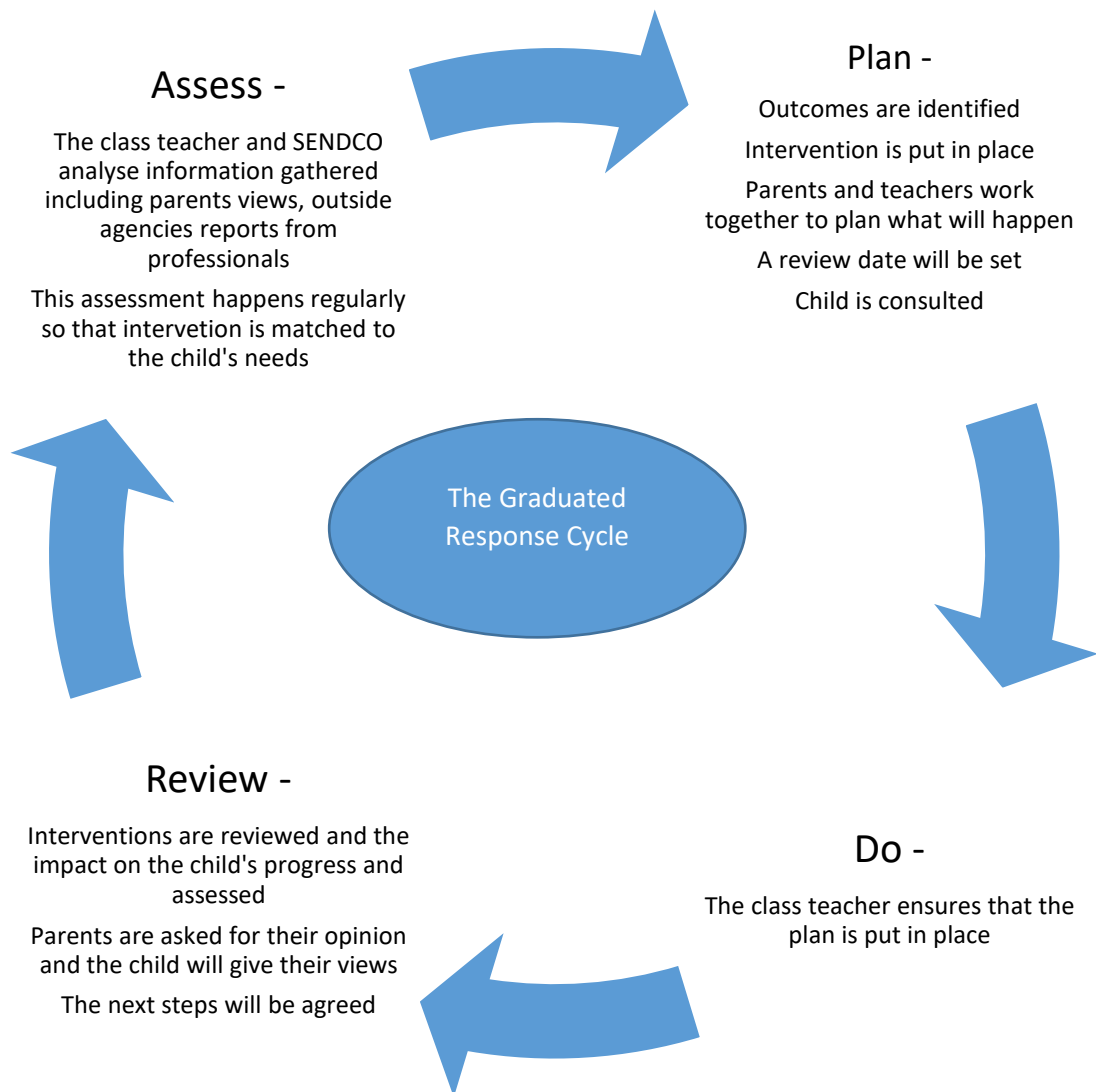 Assess -
The class teacher and SENDCO
analyse information gathered
including parents views, outside
agencies reports from
professionals
This assessment happens regularly
so that intervetion is matched to
the child's needs
Plan -
Outcomes are identified
Intervention is put in place
Parents and teachers work
together to plan what will happen
A review date will be set
Child is consulted
The Graduated
Response Cycle
Do -
The class teacher ensures that the
plan is put in place
Review -
Interventions are reviewed and the
impact on the child's progress and
assessed
Parents are asked for their opinion
and the child will give their views
The next steps will be agreed